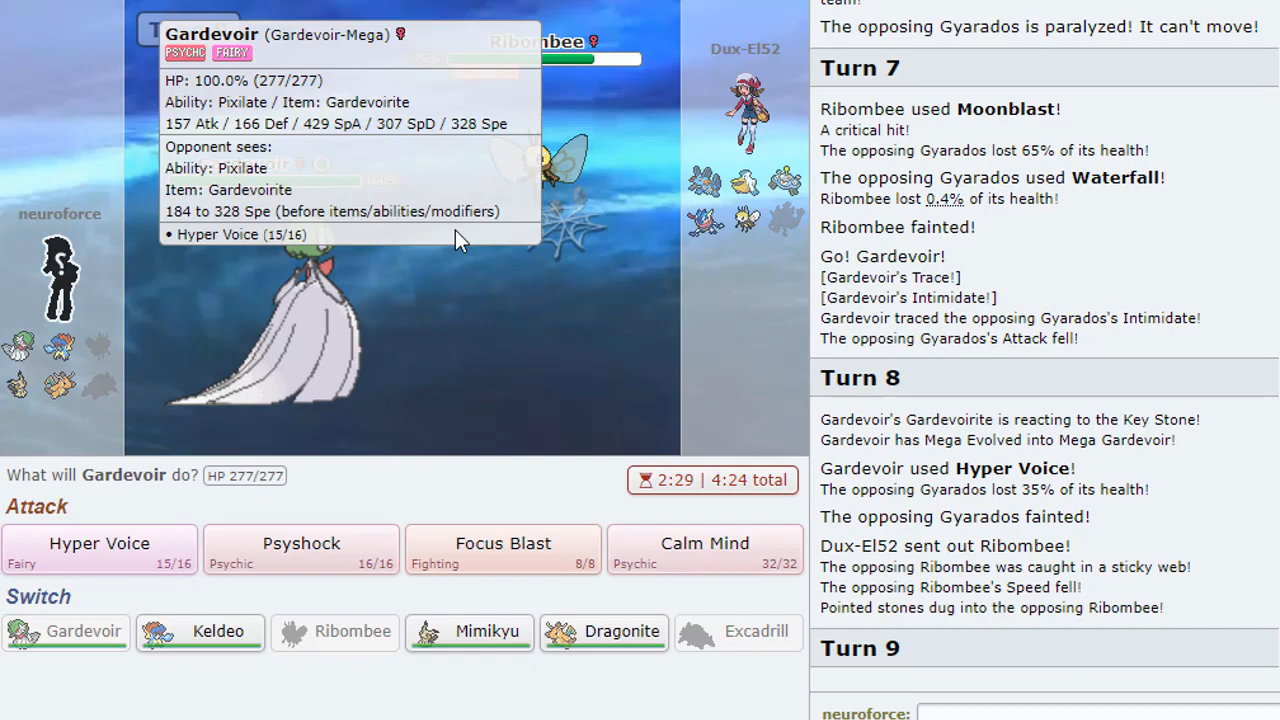 Gardevoir (Gardevoir-Mega)
PSYCHC FAIRY
HP: 100.0% (277/277)
Ability: Pixilate / Item: Gardevoirite
157 Atk / 166 Def / 429 SpA / 307 SpD / 328 Spe
Opponent sees:
Ability: Pixilate
Item: Gardevoirite
184 to 328 Spe (before items/abilities/modifiers)
• Hyper Voice (15/16)
Ribombee
neuroforce
Dux-El52
What will Gardevoir do? HP 277/277
2:29 | 4:24 total
Attack
Hyper Voice
Fairy 15/16
Psyshock
Psychic 16/16
Focus Blast
Fighting 8/8
Calm Mind
Psychic 32/32
Switch
Gardevoir
Keldeo
Ribombee
Mimikyu
Dragonite
Excadrill
team!
The opposing Gyarados is paralyzed! It can't move!
Turn 7
Ribombee used Moonblast!
A critical hit!
The opposing Gyarados lost 65% of its health!
The opposing Gyarados used Waterfall!
Ribombee lost 0.4% of its health!
Ribombee fainted!
Go! Gardevoir!
[Gardevoir's Trace!]
[Gardevoir's Intimidate!]
Gardevoir traced the opposing Gyarados's Intimidate!
The opposing Gyarados's Attack fell!
Turn 8
Gardevoir's Gardevoirite is reacting to the Key Stone!
Gardevoir has Mega Evolved into Mega Gardevoir!
Gardevoir used Hyper Voice!
The opposing Gyarados lost 35% of its health!
The opposing Gyarados fainted!
Dux-El52 sent out Ribombee!
The opposing Ribombee was caught in a sticky web!
The opposing Ribombee's Speed fell!
Pointed stones dug into the opposing Ribombee!
Turn 9
neuroforce: